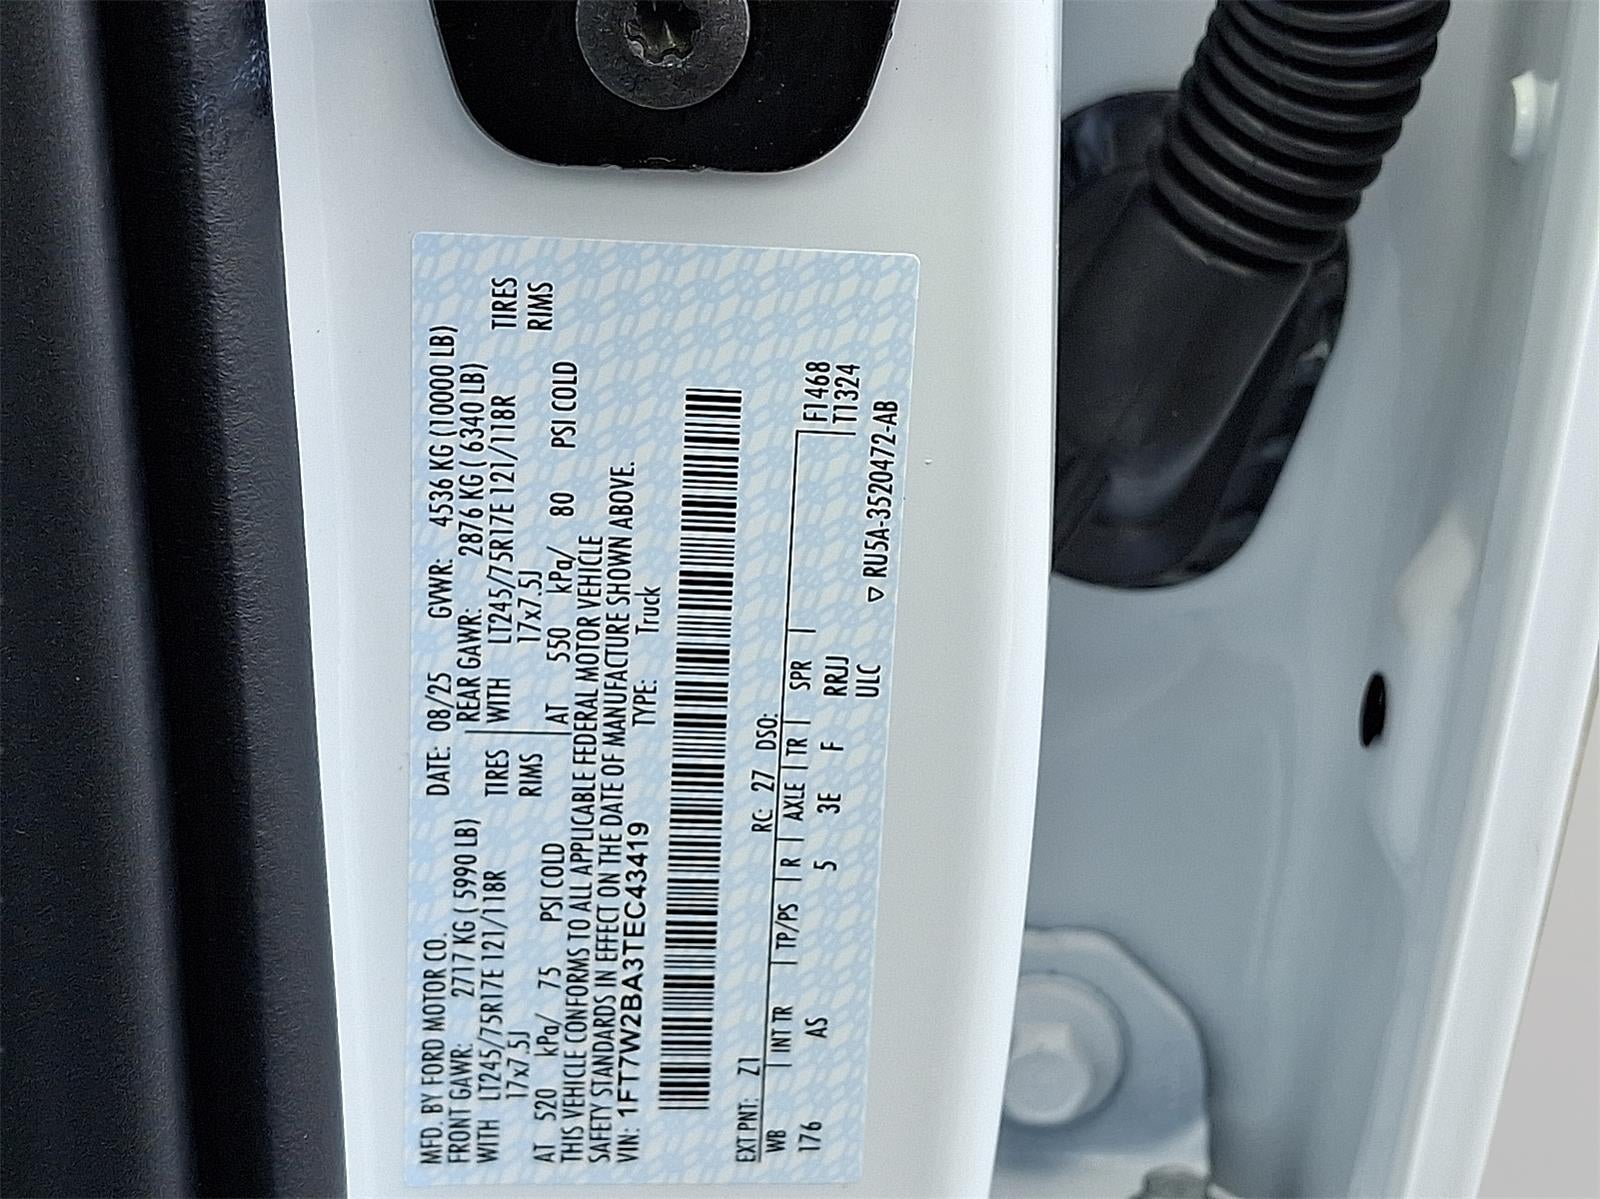 MFD. BY FORD MOTOR CO. DATE: 08/25 GVWR: 4536 KG (10000 LB)
FRONT GAWR: 2717 KG ( 5990 LB) REAR GAWR: 2876 KG ( 6340 LB)
WITH LT245/75R17E 121/118R TIRES WITH LT245/75R17E 121/118R TIRES
17x7.5J RIMS 17x7.5J RIMS
AT 520 kPa/ 75 PSI COLD AT 550 kPa/ 80 PSI COLD
THIS VEHICLE CONFORMS TO ALL APPLICABLE FEDERAL MOTOR VEHICLE
SAFETY STANDARDS IN EFFECT ON THE DATE OF MANUFACTURE SHOWN ABOVE.
VIN: 1FT7W2BA3TEC43419 TYPE: Truck
EXT PNT: Z1 RC: 27 DSO:
WB | INT TR | TP/PS | R | AXLE | TR | SPR | F1468
176 AS 5 3E F RRJJ T1324
ULC
▽ RU5A-3520472-AB